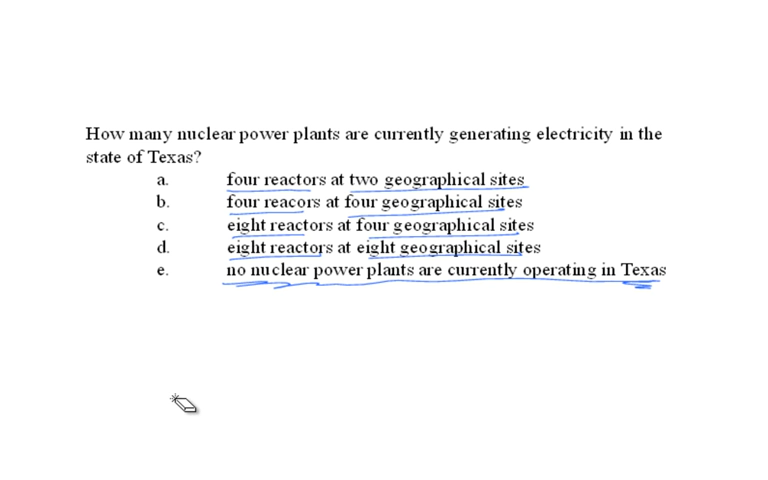 How many nuclear power plants are currently generating electricity in the
state of Texas?
a. four reactors at two geographical sites
b. four reacors at four geographical sites
c. eight reactors at four geographical sites
d. eight reactors at eight geographical sites
e. no nuclear power plants are currently operating in Texas